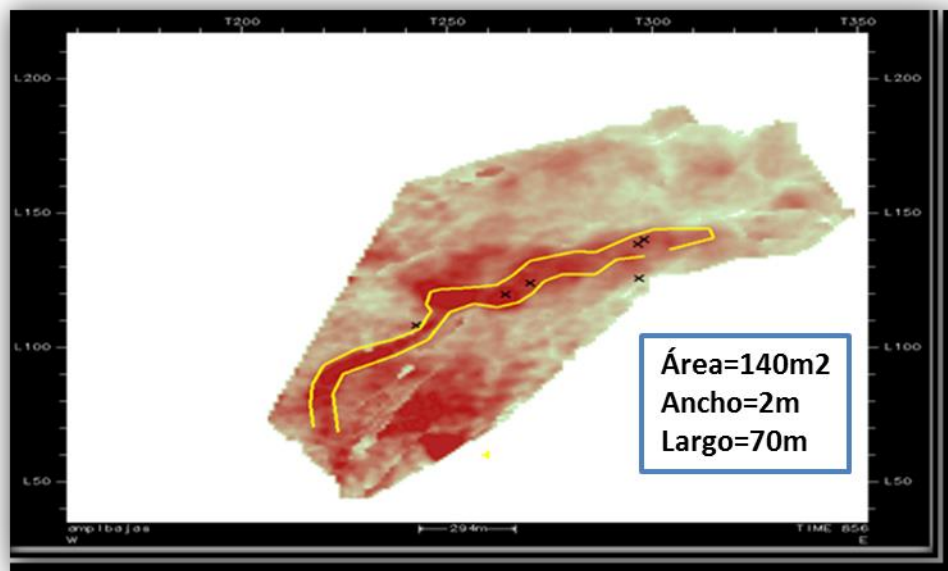 T200 T250 T300 T350
L200 L200
L150 L150
L100 L100
L50 L50
Área=140m2
Ancho=2m
Largo=70m
amplbajas 294m TIME 856
W E